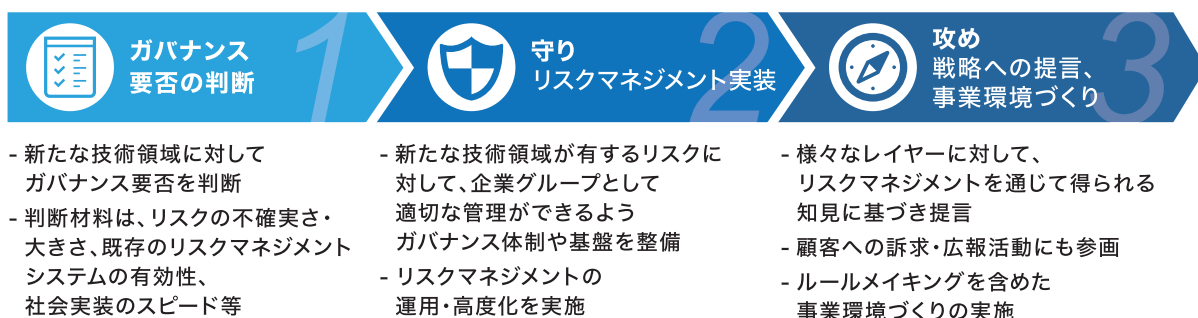 1
ガバナンス
要否の判断
- 新たな技術領域に対して
ガバナンス要否を判断
- 判断材料は、リスクの不確実さ・
大きさ、既存のリスクマネジメント
システムの有効性、
社会実装のスピード等
2
守り
リスクマネジメント実装
- 新たな技術領域が有するリスクに
対して、企業グループとして
適切な管理ができるよう
ガバナンス体制や基盤を整備
- リスクマネジメントの
運用・高度化を実施
3
攻め
戦略への提言、
事業環境づくり
- 様々なレイヤーに対して、
リスクマネジメントを通じて得られる
知見に基づき提言
- 顧客への訴求・広報活動にも参画
- ルールメイキングを含めた
事業環境づくりの実施